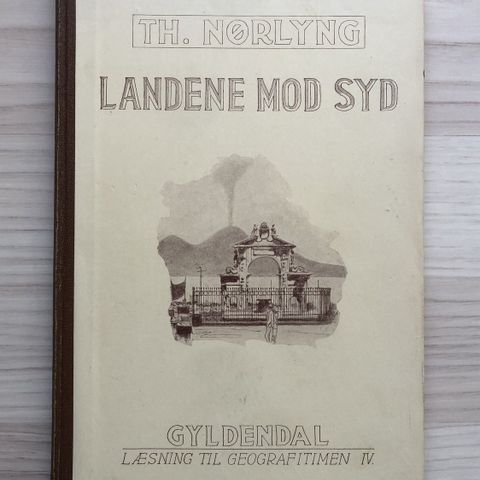 TH. NØRLYNG
LANDENE MOD SYD
GYLDENDAL
LÆSNING TIL GEOGRAFITIMEN IV.